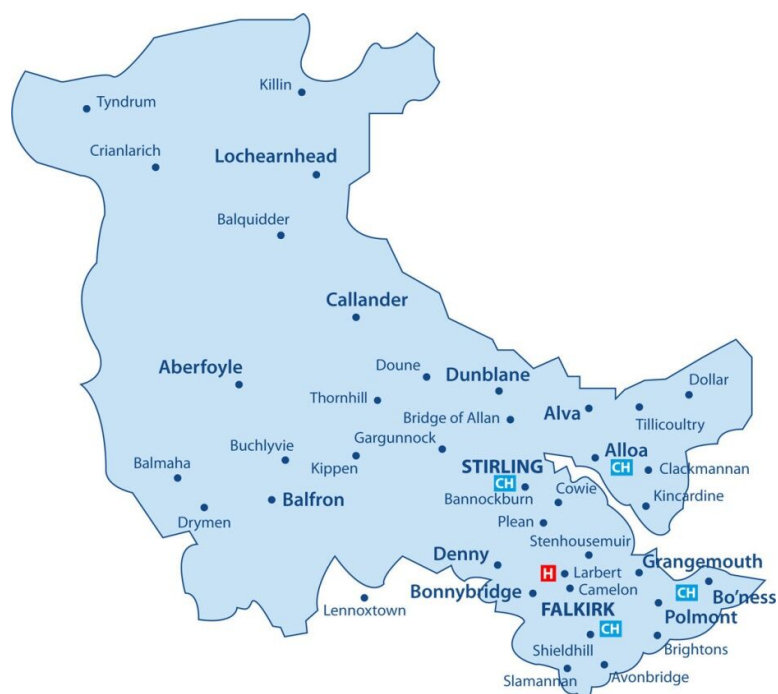 Killin
Tyndrum
Crianlarich
Lochearnhead
Balquidder
Callander
Aberfoyle
Doune
Dunblane
Dollar
Thornhill
Alva
Bridge of Allan
Tillicoultry
Buchlyvie
Gargunnock
Alloa
Balmaha
Kippen
STIRLING
CH
Clackmannan
CH
Bannockburn
Cowie
Kincardine
Balfron
Drymen
Plean
Stenhousemuir
Denny
Grangemouth
H
Larbert
Camelon
Bonnybridge
CH
Bo'ness
Lennoxtown
FALKIRK
Polmont
CH
Shieldhill
Brightons
Slamannan
Avonbridge